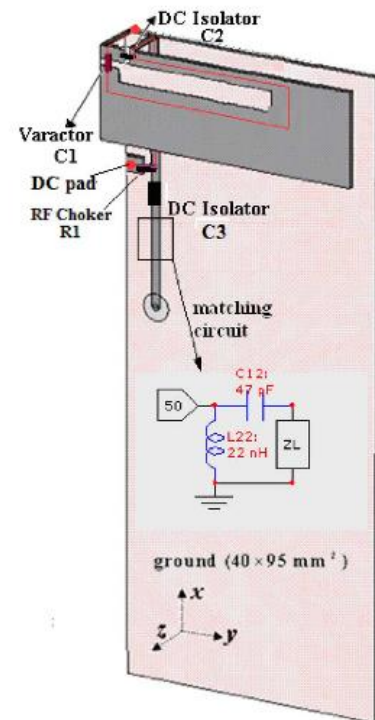 DC Isolator
C2
Varactor
C1
DC pad
RF Choker
R1
DC Isolator
C3
matching
circuit
C12:
47 pF
50
L22:
22 nH
ZL
ground (40×95 mm²)
x
z
y